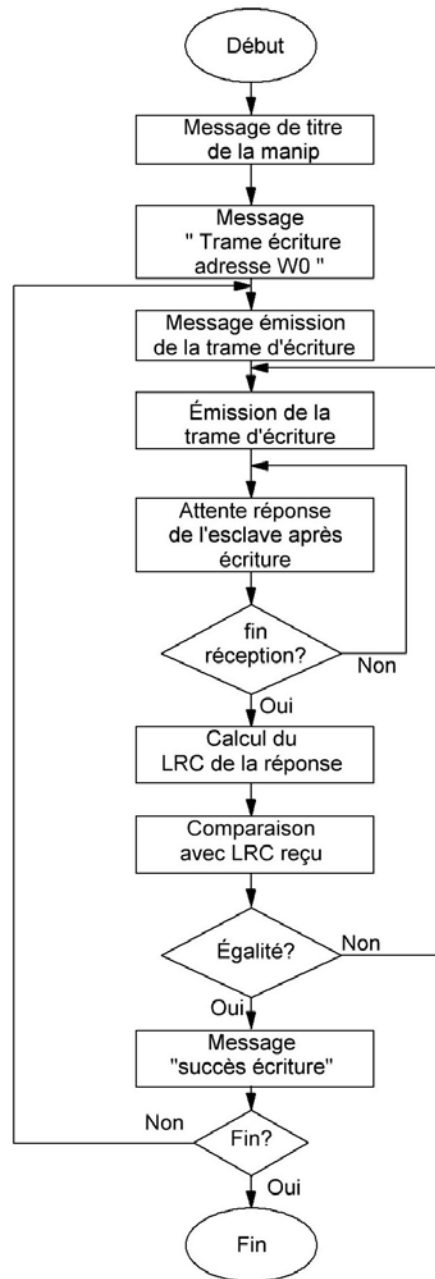 Début
Message de titre
de la manip
Message
" Trame écriture
adresse W0 "
Message émission
de la trame d'écriture
Émission de la
trame d'écriture
Attente réponse
de l'esclave après
écriture
fin
réception?
Non
Oui
Calcul du
LRC de la réponse
Comparaison
avec LRC reçu
Égalité?
Non
Oui
Message
"succès écriture"
Non
Fin?
Oui
Fin